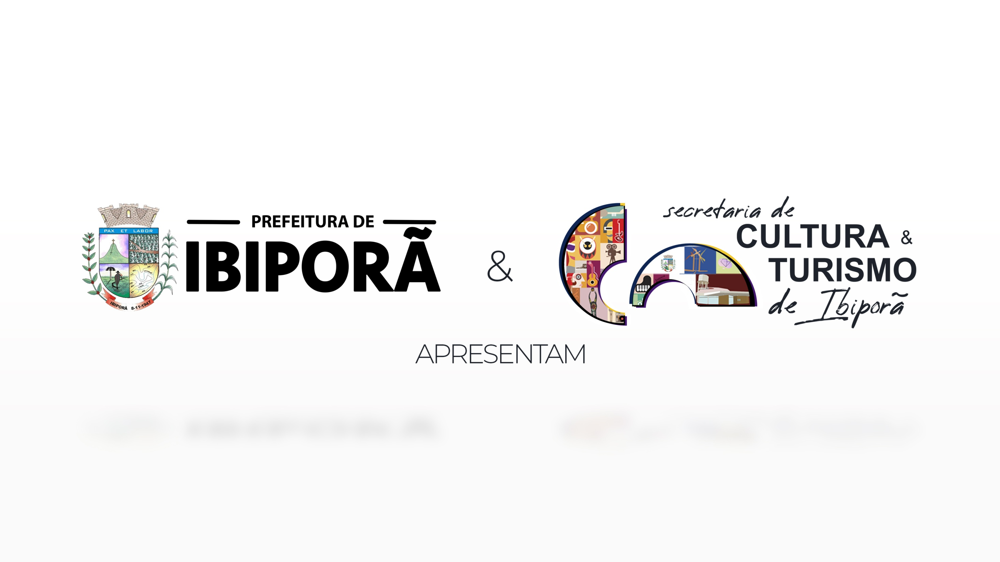 PAX ET LABOR
IBIPORÃ 8-11-1947
PREFEITURA DE
IBIPORÃ
&
secretaria de
CULTURA &
TURISMO
de Ibiporã
APRESENTAM